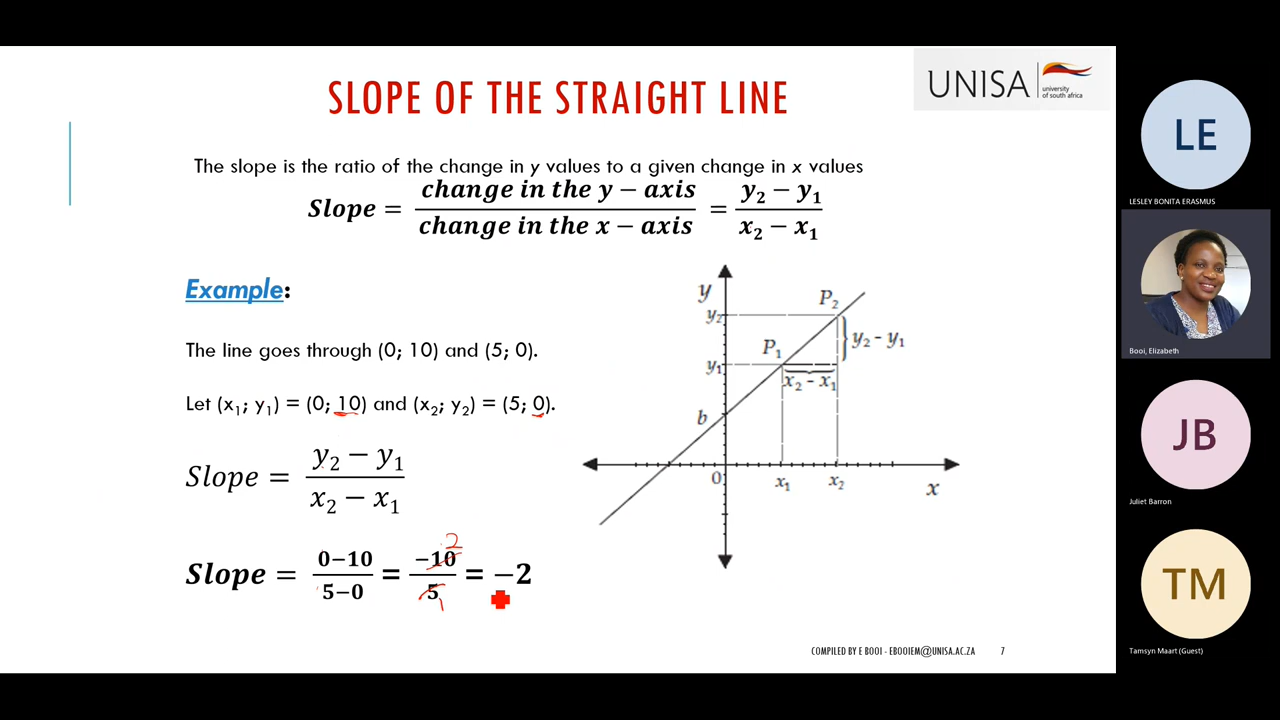 SLOPE OF THE STRAIGHT LINE
UNISA
university
of south africa
The slope is the ratio of the change in y values to a given change in x values
Slope = change in the y − axis / change in the x − axis = y₂ − y₁ / x₂ − x₁
Example:
The line goes through (0; 10) and (5; 0).
Let (x₁; y₁) = (0; 10) and (x₂; y₂) = (5; 0).
Slope = y₂ − y₁ / x₂ − x₁
Slope = 0−10 / 5−0 = −10 / 5 = −2
2
1
y
P₂
y₂
y₂ − y₁
P₁
y₁
x₂ − x₁
b
0
x₁
x₂
x
COMPILED BY E BOOI - EBOOIEM@UNISA.AC.ZA
7
LE
LESLEY BONITA ERASMUS
Booi, Elizabeth
JB
Juliet Barron
TM
Tamsyn Maart (Guest)